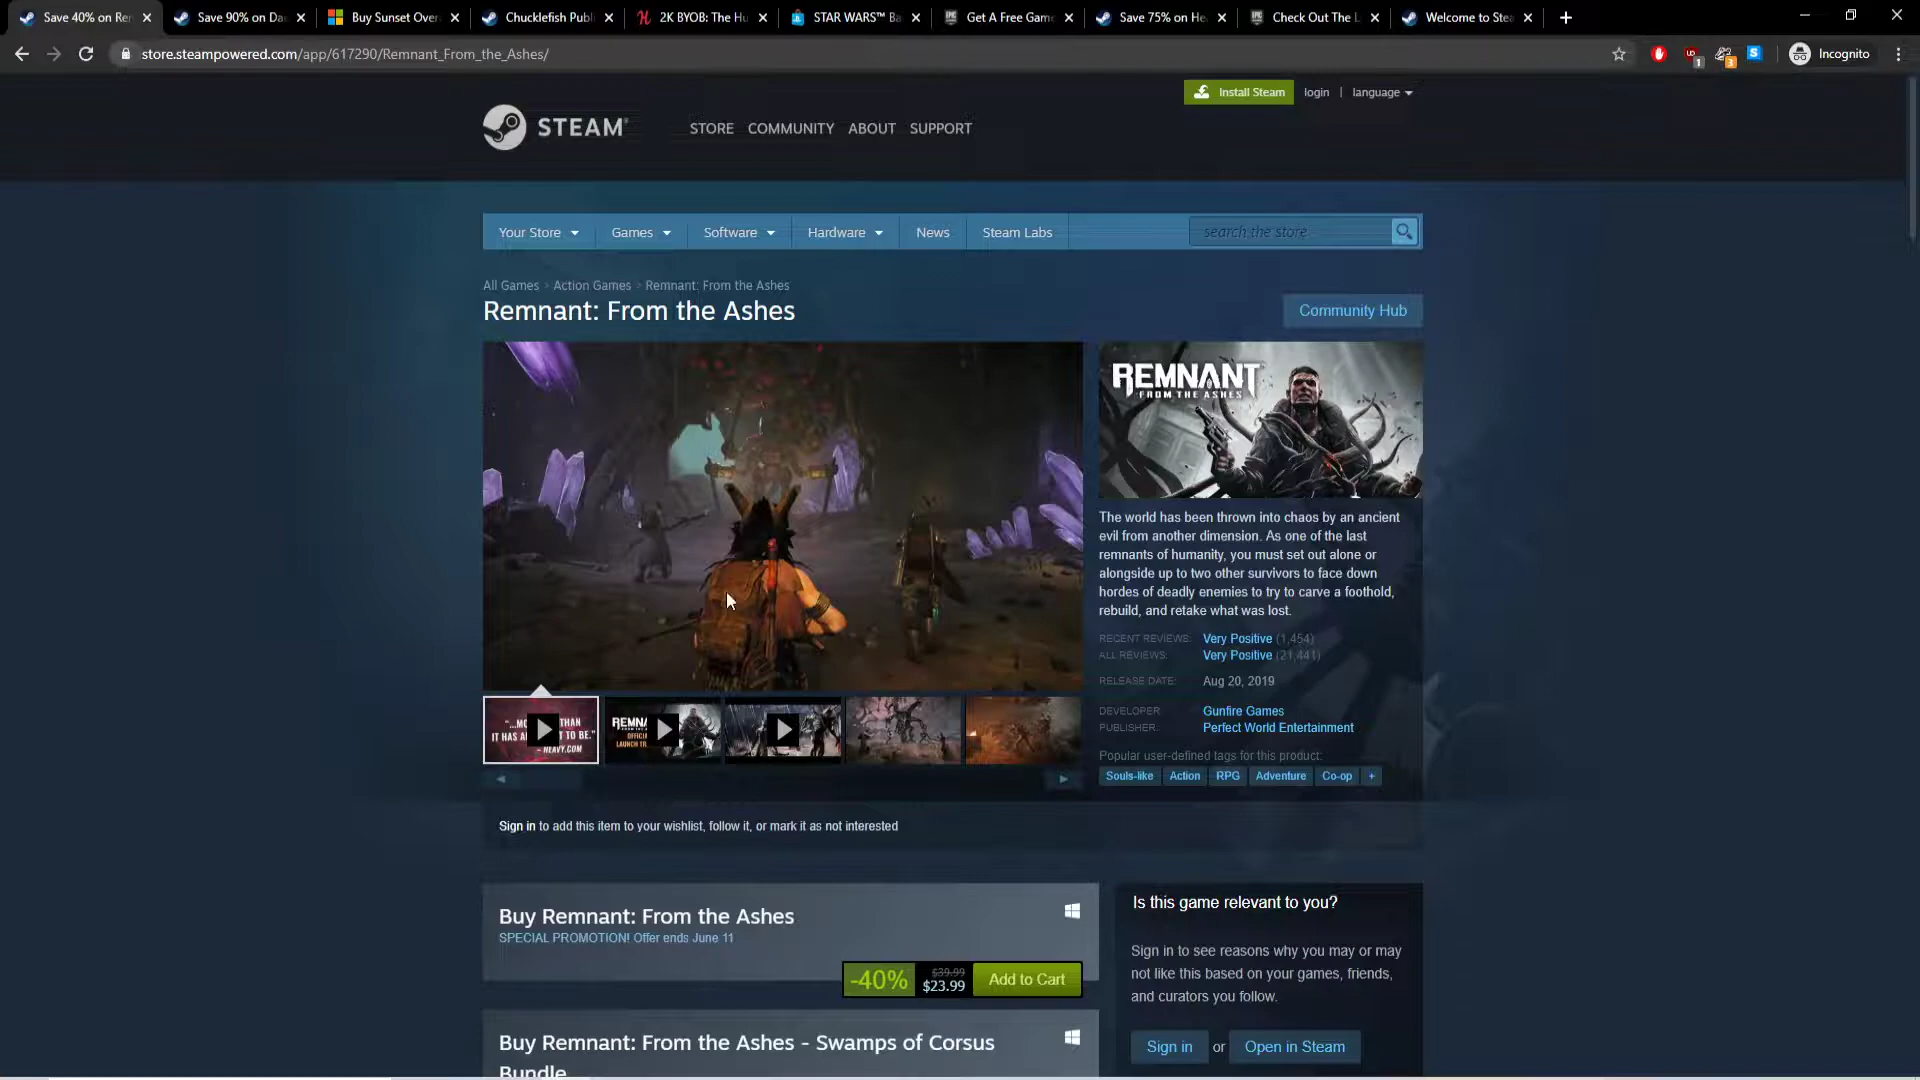 Save 40% on Rem
Save 90% on Dae
Buy Sunset Over
Chucklefish Publ
2K BYOB: The Hu
STAR WARS™ Ba
Get A Free Game
Save 75% on He
Check Out The L
Welcome to Stea
store.steampowered.com/app/617290/Remnant_From_the_Ashes/
1
3
S
Incognito
Install Steam
login | language
STEAM®
STORE COMMUNITY ABOUT SUPPORT
Your Store Games Software Hardware News Steam Labs
search the store
All Games > Action Games > Remnant: From the Ashes
Remnant: From the Ashes
Community Hub
REMNANT
FROM THE ASHES
The world has been thrown into chaos by an ancient
evil from another dimension. As one of the last
remnants of humanity, you must set out alone or
alongside up to two other survivors to face down
hordes of deadly enemies to try to carve a foothold,
rebuild, and retake what was lost.
RECENT REVIEWS: Very Positive (1,454)
ALL REVIEWS: Very Positive (21,441)
RELEASE DATE: Aug 20, 2019
DEVELOPER: Gunfire Games
PUBLISHER: Perfect World Entertainment
Popular user-defined tags for this product:
Souls-like Action RPG Adventure Co-op +
Sign in to add this item to your wishlist, follow it, or mark it as not interested
Buy Remnant: From the Ashes
SPECIAL PROMOTION! Offer ends June 11
-40% $39.99 $23.99 Add to Cart
Buy Remnant: From the Ashes - Swamps of Corsus
Bundle
Is this game relevant to you?
Sign in to see reasons why you may or may
not like this based on your games, friends,
and curators you follow.
Sign in or Open in Steam